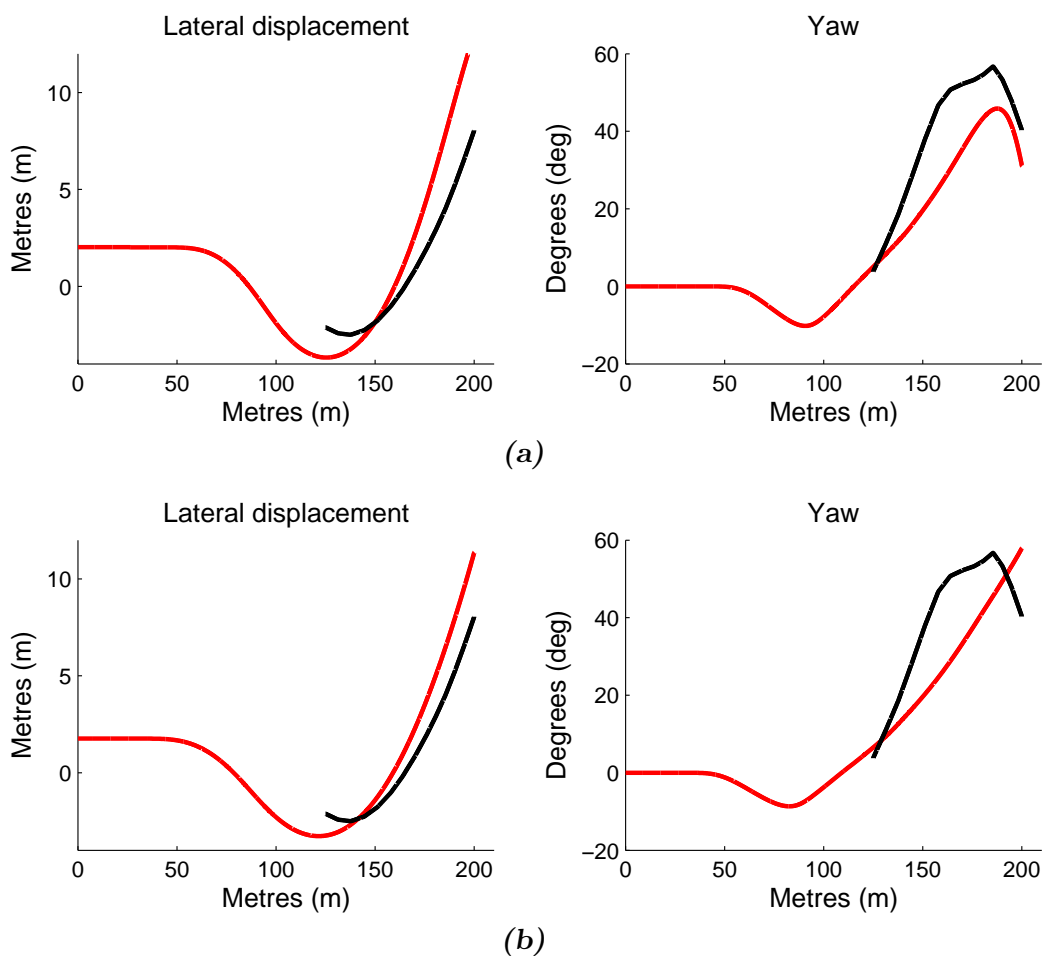 Lateral displacement
Metres (m)
10
5
0
0 50 100 150 200
Metres (m)
Yaw
Degrees (deg)
60
40
20
0
−20
0 50 100 150 200
Metres (m)
(a)
Lateral displacement
Metres (m)
10
5
0
0 50 100 150 200
Metres (m)
Yaw
Degrees (deg)
60
40
20
0
−20
0 50 100 150 200
Metres (m)
(b)